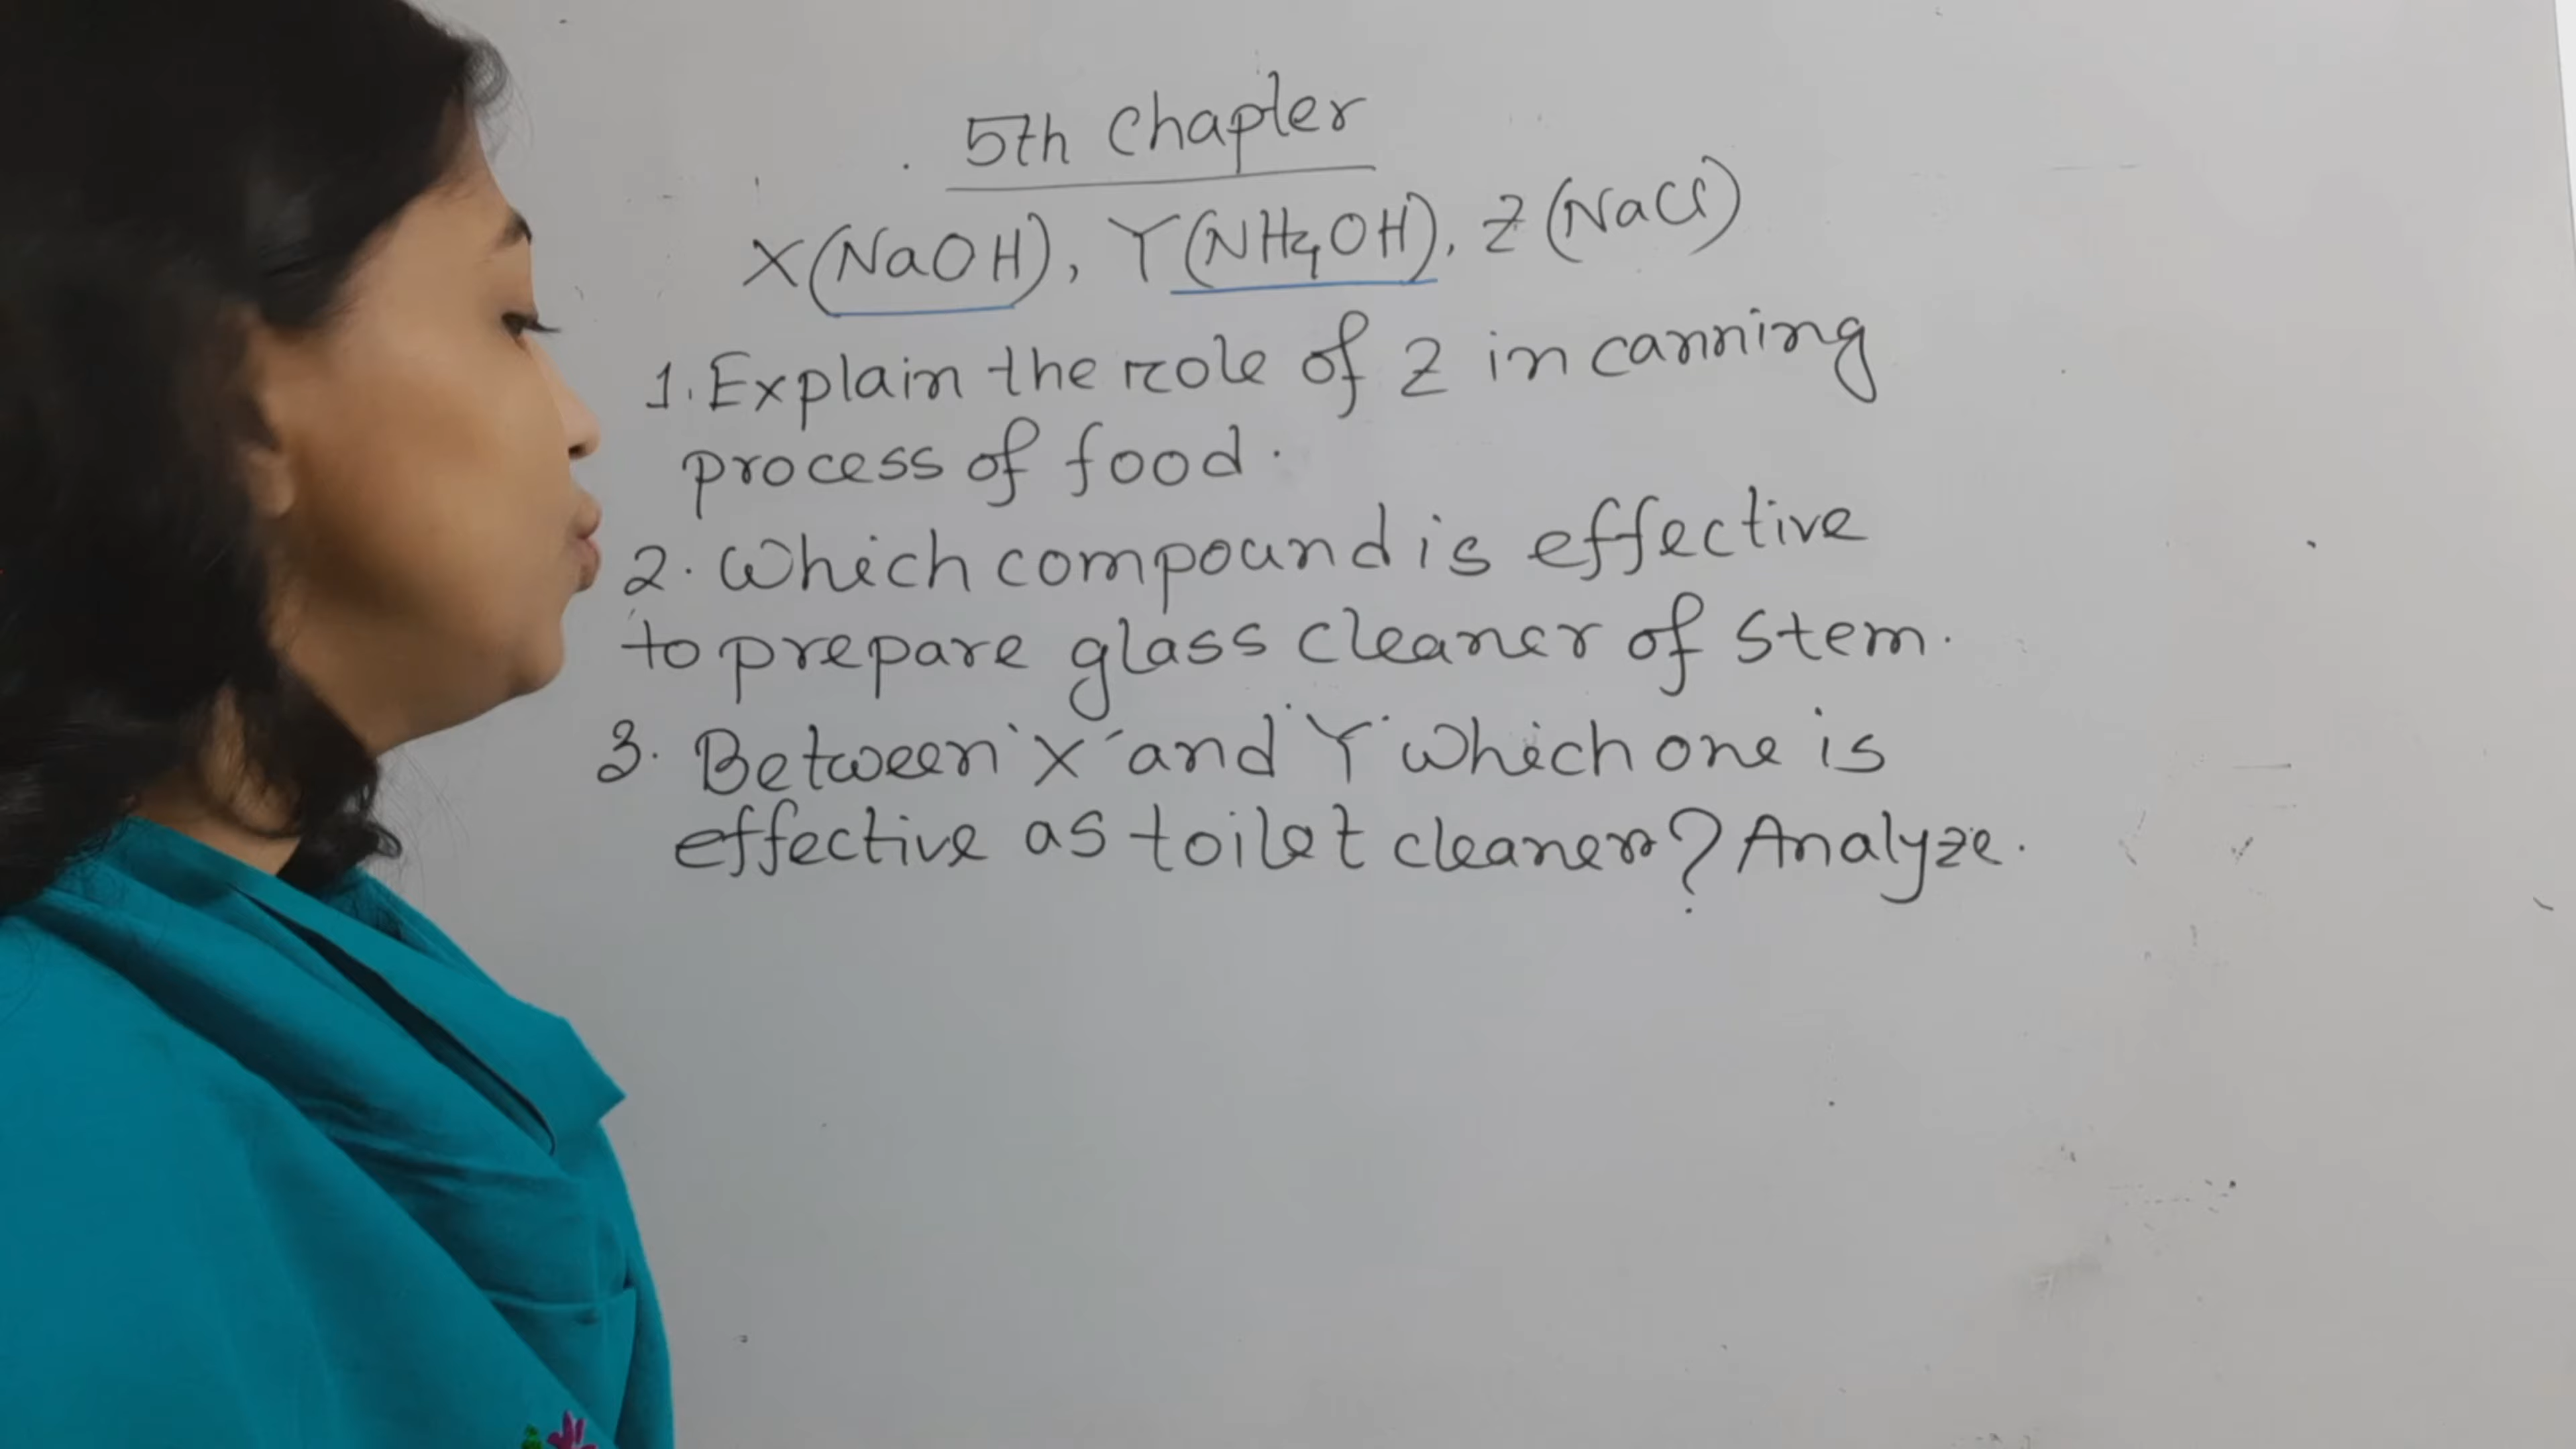 5th Chapter
X(NaOH), Y(NH4OH), Z(NaCl)
1. Explain the role of Z in canning
process of food.
2. Which compound is effective
to prepare glass cleaner of stem.
3. Between 'X' and 'Y' which one is
effective as toilet cleaner? Analyze.